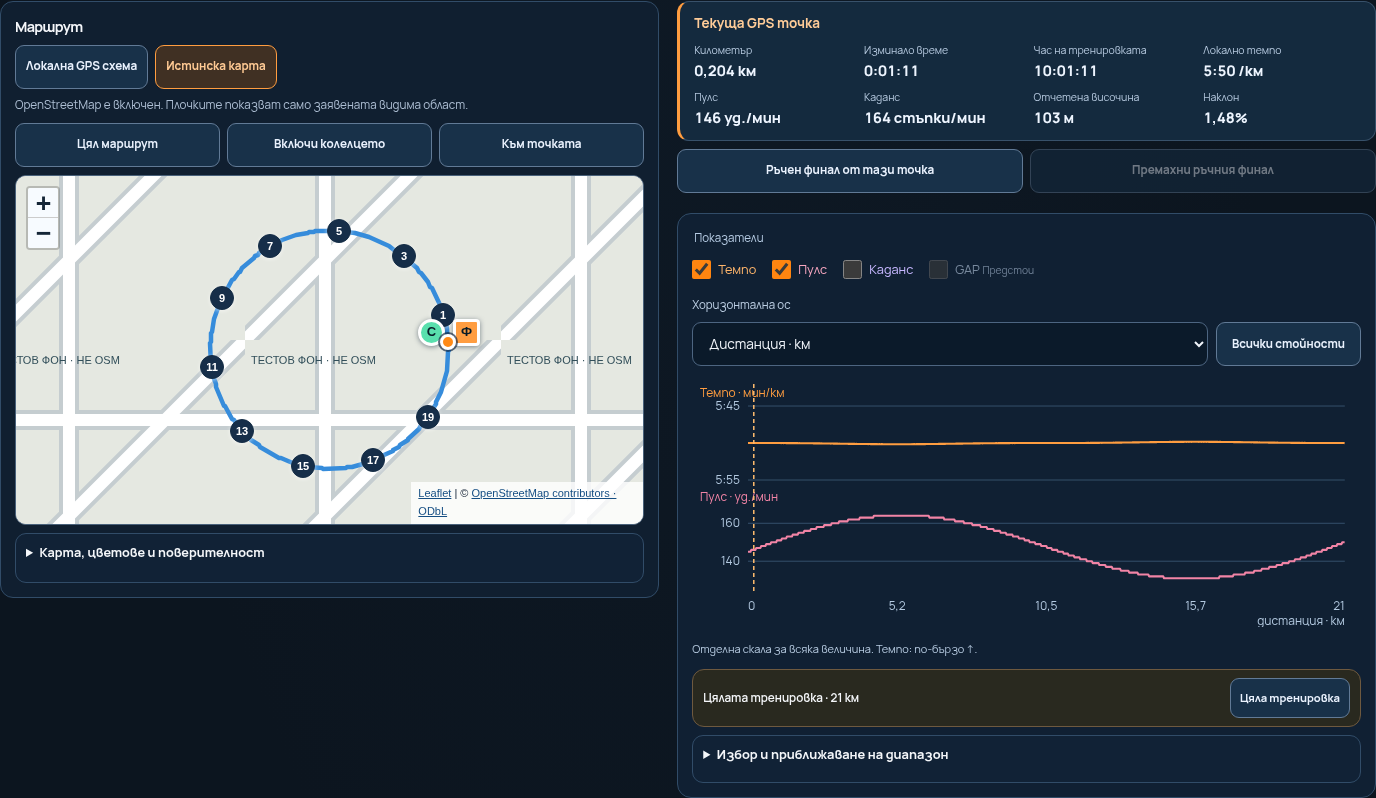 Маршрут
Локална GPS схема
Истинска карта
OpenStreetMap е включен. Плочките показват само заявената видима област.
Цял маршрут
Включи колелцето
Към точката
+
−
5
7
3
9
1
С
Ф
ТОВ ФОН · НЕ OSM
ТЕСТОВ ФОН · НЕ OSM
ТЕСТОВ ФОН · НЕ OSM
11
19
13
15
17
Leaflet | © OpenStreetMap contributors ·
ODbL
▶ Карта, цветове и поверителност
Текуща GPS точка
Километър
Изминало време
Час на тренировката
Локално темпо
0,204 км
0:01:11
10:01:11
5:50 /км
Пулс
Каданс
Отчетена височина
Наклон
146 уд./мин
164 стъпки/мин
103 м
1,48%
Ръчен финал от тази точка
Премахни ръчния финал
Показатели
Темпо
Пулс
Каданс
GAP Предстои
Хоризонтална ос
Дистанция · км
Всички стойности
Темпо · мин/км
5:45
5:55
Пулс · уд./мин
160
140
0
5,2
10,5
15,7
21
дистанция · км
Отделна скала за всяка величина. Темпо: по-бързо ↑.
Цялата тренировка · 21 км
Цяла тренировка
▶ Избор и приближаване на диапазон